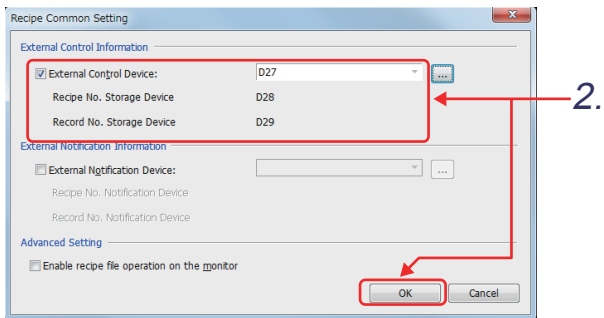 Recipe Common Setting
x
External Control Information
External Control Device: D27 ...
Recipe No. Storage Device D28
Record No. Storage Device D29
2.
External Notification Information
External Notification Device: ...
Recipe No. Notification Device
Record No. Notification Device
Advanced Setting
Enable recipe file operation on the monitor
OK Cancel